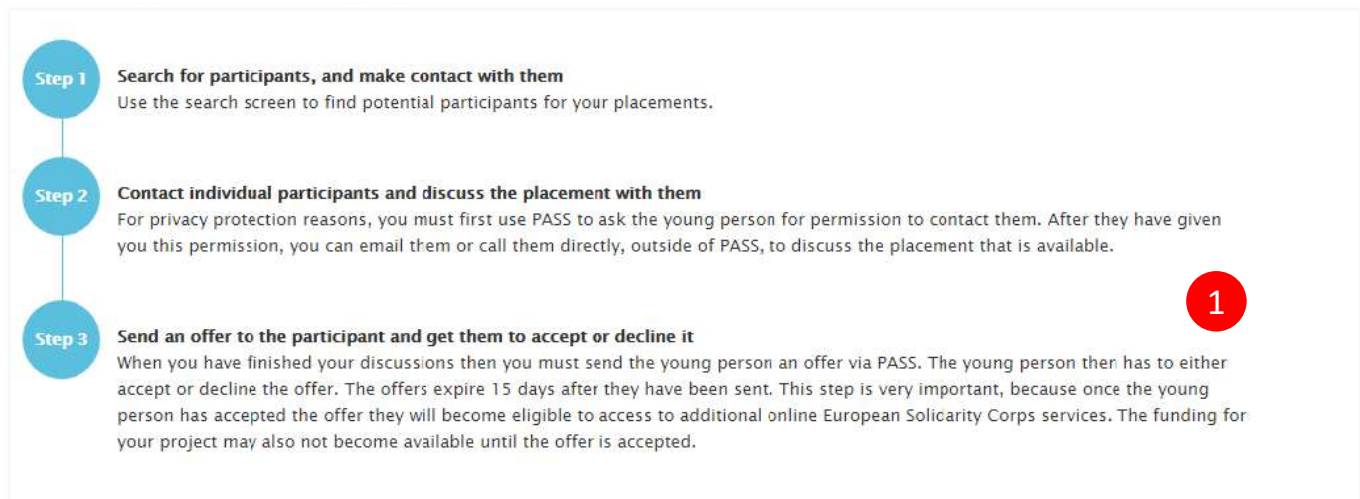 Step 1
Search for participants, and make contact with them
Use the search screen to find potential participants for your placements.
Step 2
Contact individual participants and discuss the placement with them
For privacy protection reasons, you must first use PASS to ask the young person for permission to contact them. After they have given
you this permission, you can email them or call them directly, outside of PASS, to discuss the placement that is available.
1
Step 3
Send an offer to the participant and get them to accept or decline it
When you have finished your discussions then you must send the young person an offer via PASS. The young person then has to either
accept or decline the offer. The offers expire 15 days after they have been sent. This step is very important, because once the young
person has accepted the offer they will become eligible to access to additional online European Solidarity Corps services. The funding for
your project may also not become available until the offer is accepted.